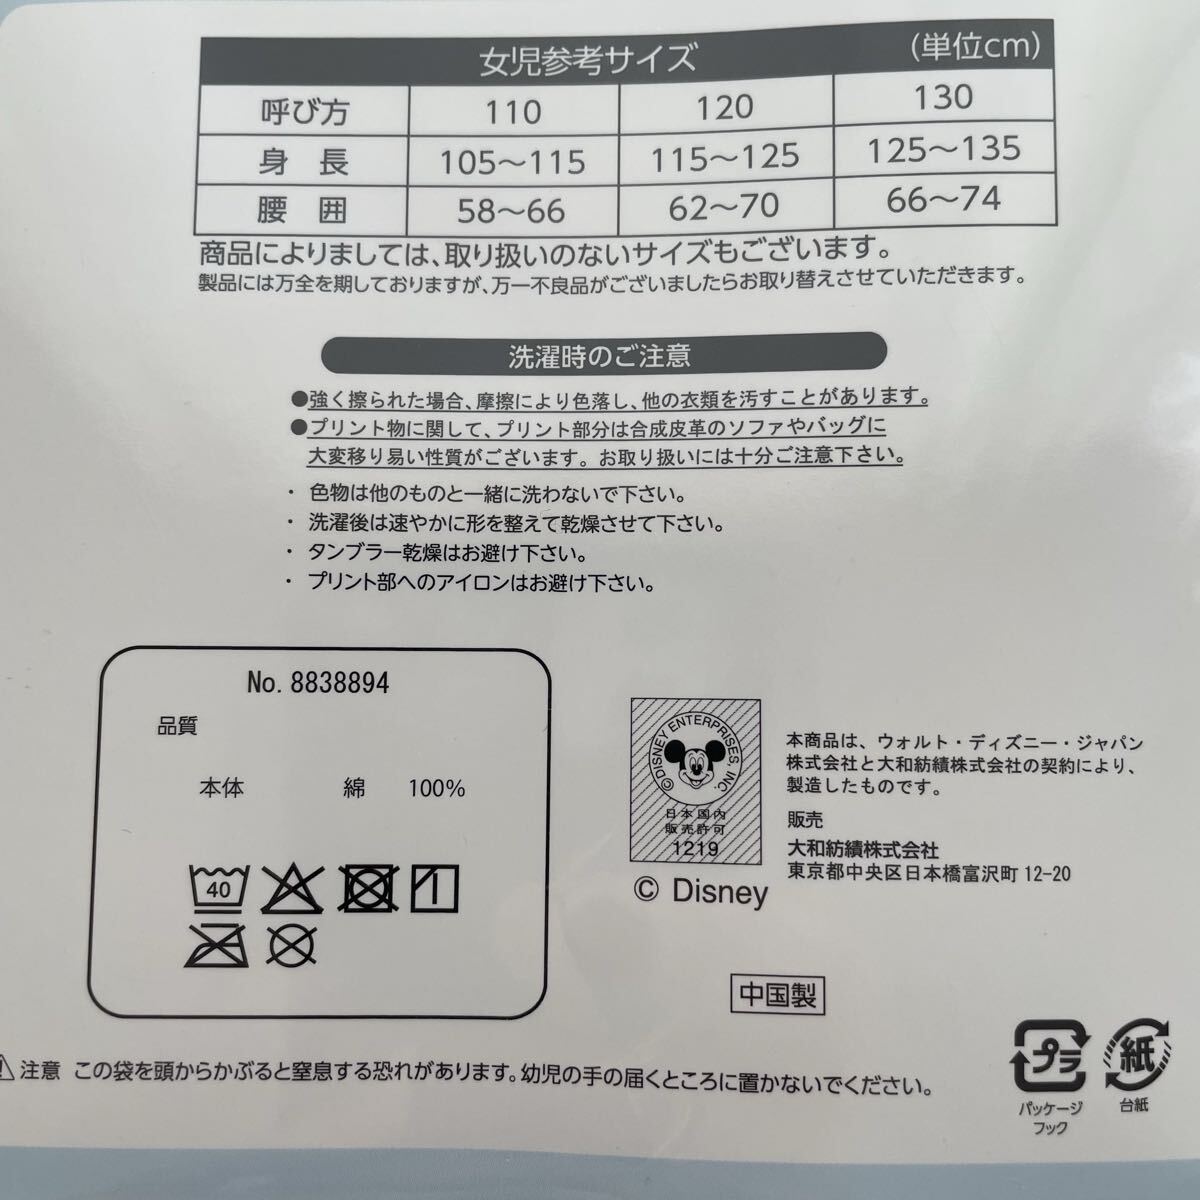 女児参考サイズ (単位cm)
呼び方 110 120 130
身 長 105～115 115～125 125～135
腰 囲 58～66 62～70 66～74
商品によりましては、取り扱いのないサイズもございます。
製品には万全を期しておりますが、万一不良品がございましたらお取り替えさせていただきます。
洗濯時のご注意
●強く擦られた場合、摩擦により色落し、他の衣類を汚すことがあります。
●プリント物に関して、プリント部分は合成皮革のソファやバッグに
大変移り易い性質がございます。お取り扱いには十分ご注意下さい。
・ 色物は他のものと一緒に洗わないで下さい。
・ 洗濯後は速やかに形を整えて乾燥させて下さい。
・ タンブラー乾燥はお避け下さい。
・ プリント部へのアイロンはお避け下さい。
No. 8838894
品質
本体 綿 100%
40
©DISNEY ENTERPRISES, INC.
日本国内
販売許可
1219
© Disney
本商品は、ウォルト・ディズニー・ジャパン
株式会社と大和紡績株式会社の契約により、
製造したものです。
販売
大和紡績株式会社
東京都中央区日本橋富沢町 12-20
中国製
⚠ 注意 この袋を頭からかぶると窒息する恐れがあります。幼児の手の届くところに置かないでください。
プラ
パッケージ
フック
紙
台紙